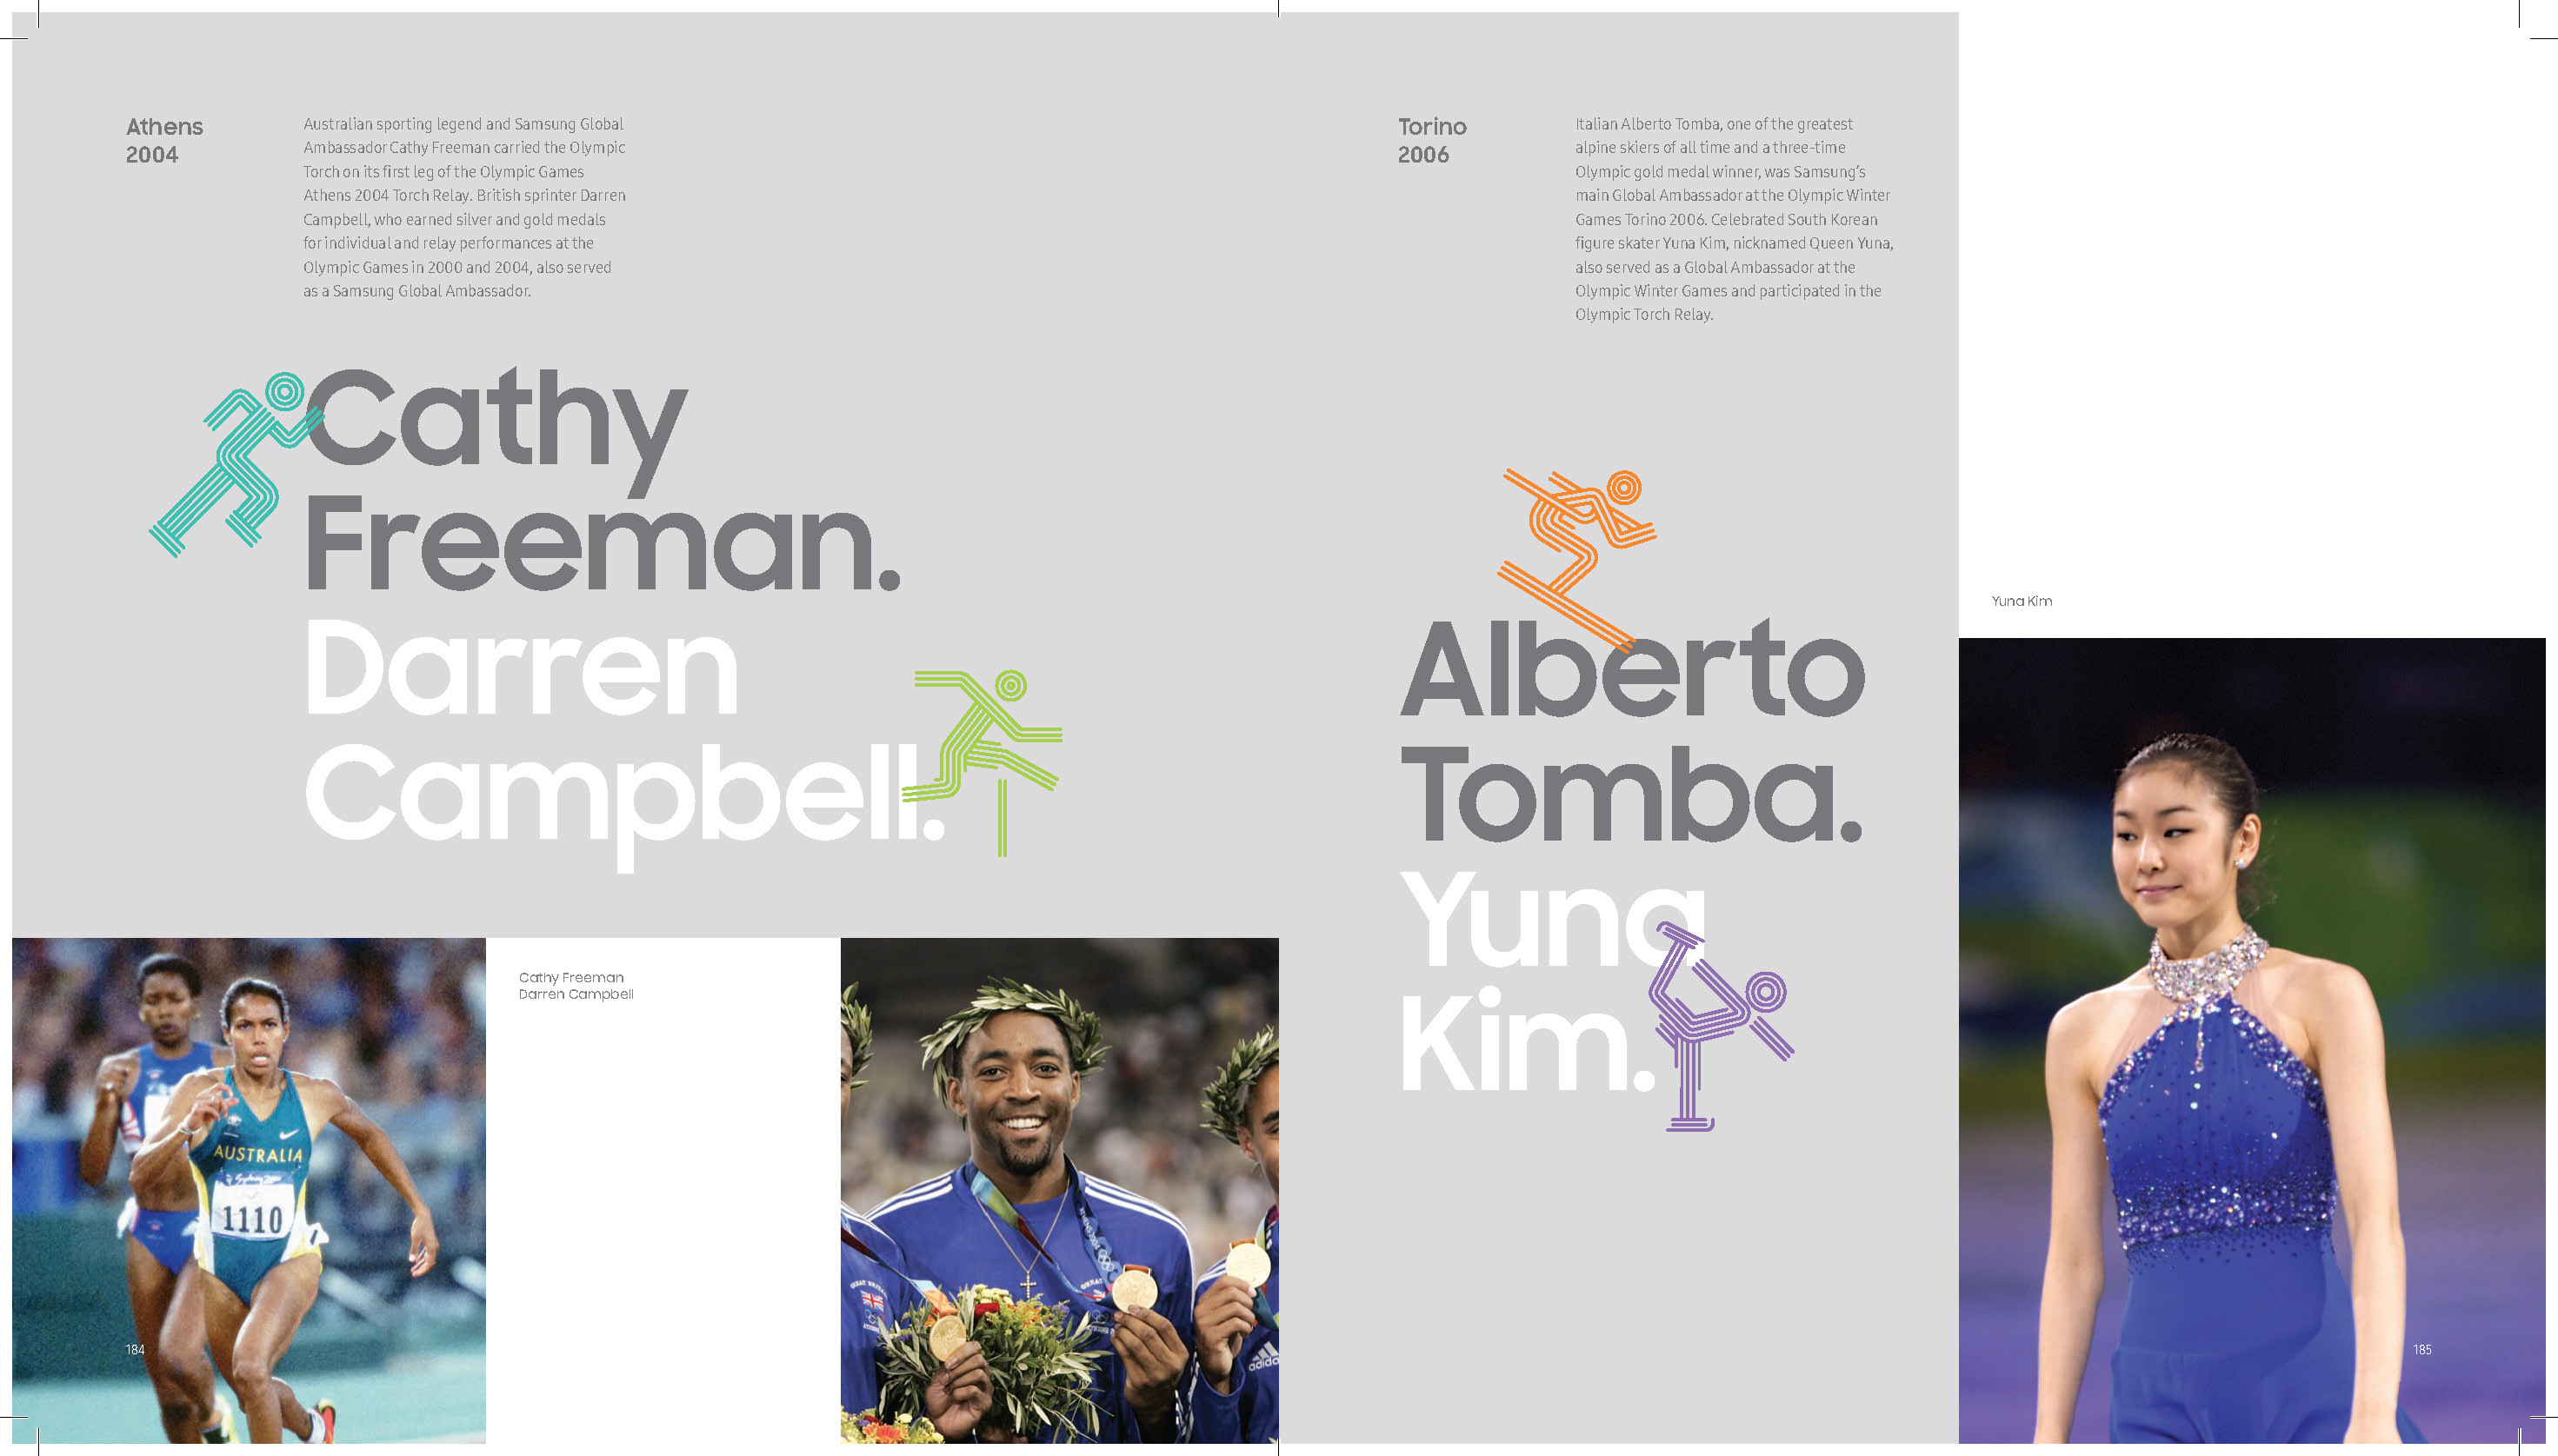 Athens
2004
Australian sporting legend and Samsung Global
Ambassador Cathy Freeman carried the Olympic
Torch on its first leg of the Olympic Games
Athens 2004 Torch Relay. British sprinter Darren
Campbell, who earned silver and gold medals
for individual and relay performances at the
Olympic Games in 2000 and 2004, also served
as a Samsung Global Ambassador.
Cathy
Freeman.
Darren
Campbell.
Cathy Freeman
Darren Campbell
AUSTRALIA
1110
adidas
184
Torino
2006
Italian Alberto Tomba, one of the greatest
alpine skiers of all time and a three-time
Olympic gold medal winner, was Samsung’s
main Global Ambassador at the Olympic Winter
Games Torino 2006. Celebrated South Korean
figure skater Yuna Kim, nicknamed Queen Yuna,
also served as a Global Ambassador at the
Olympic Winter Games and participated in the
Olympic Torch Relay.
Alberto
Tomba.
Yuna
Kim.
Yuna Kim
185